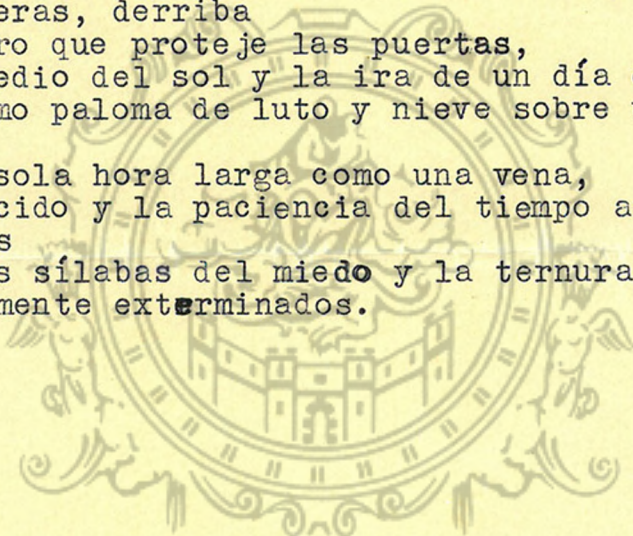 eras, derriba
ro que proteje las puertas,
edio del sol y la ira de un día
mo paloma de luto y nieve sobre
sola hora larga como una vena,
cido y la paciencia del tiempo a
s
s sílabas del miedo y la ternura
mente exterminados.